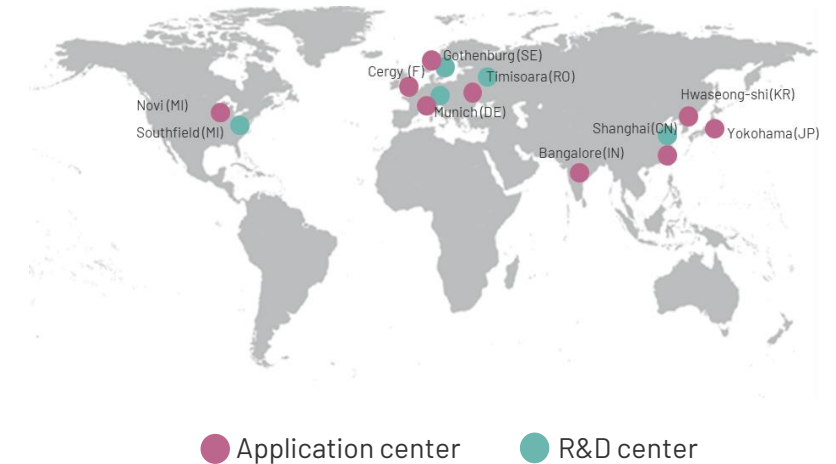 Gothenburg(SE)
Cergy (F)
Timisoara(RO)
Hwaseong-shi(KR)
Novi (MI)
Munich(DE)
Southfield(MI)
Shanghai(CN)
Yokohama(JP)
Bangalore(IN)
Application center
R&D center